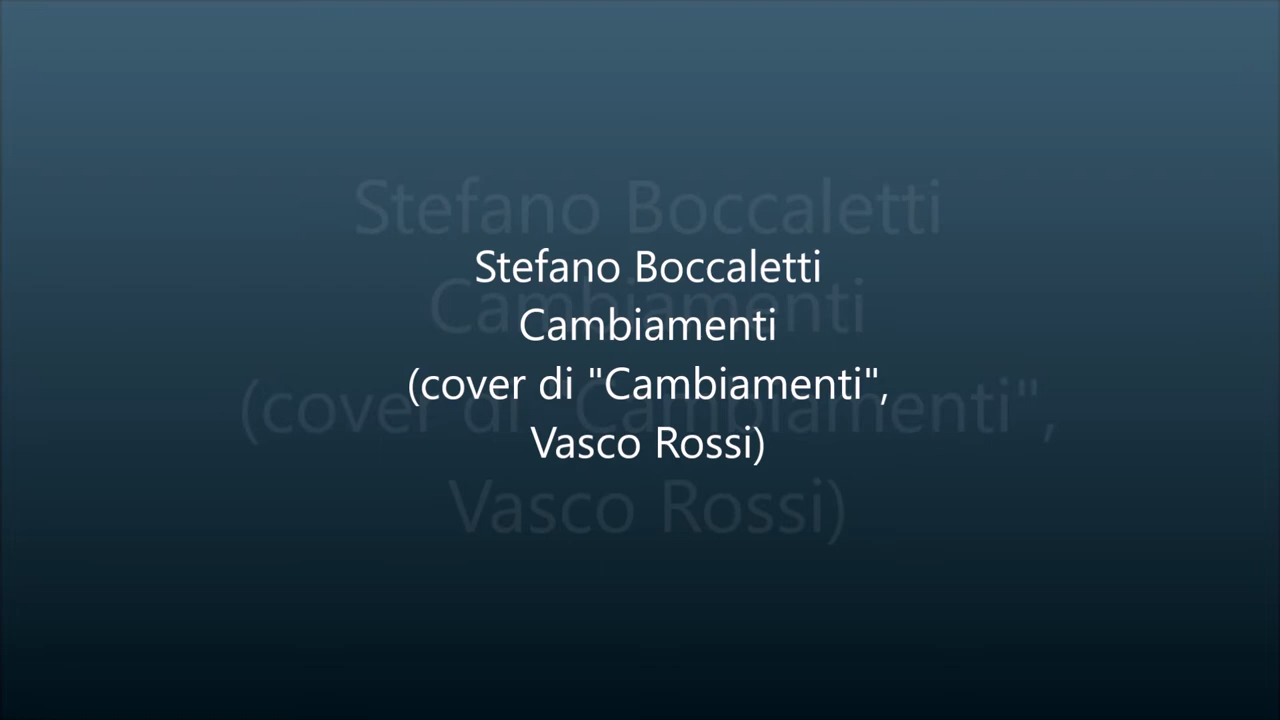 Stefano Boccaletti
Cambiamenti
(cover di "Cambiamenti",
Vasco Rossi)